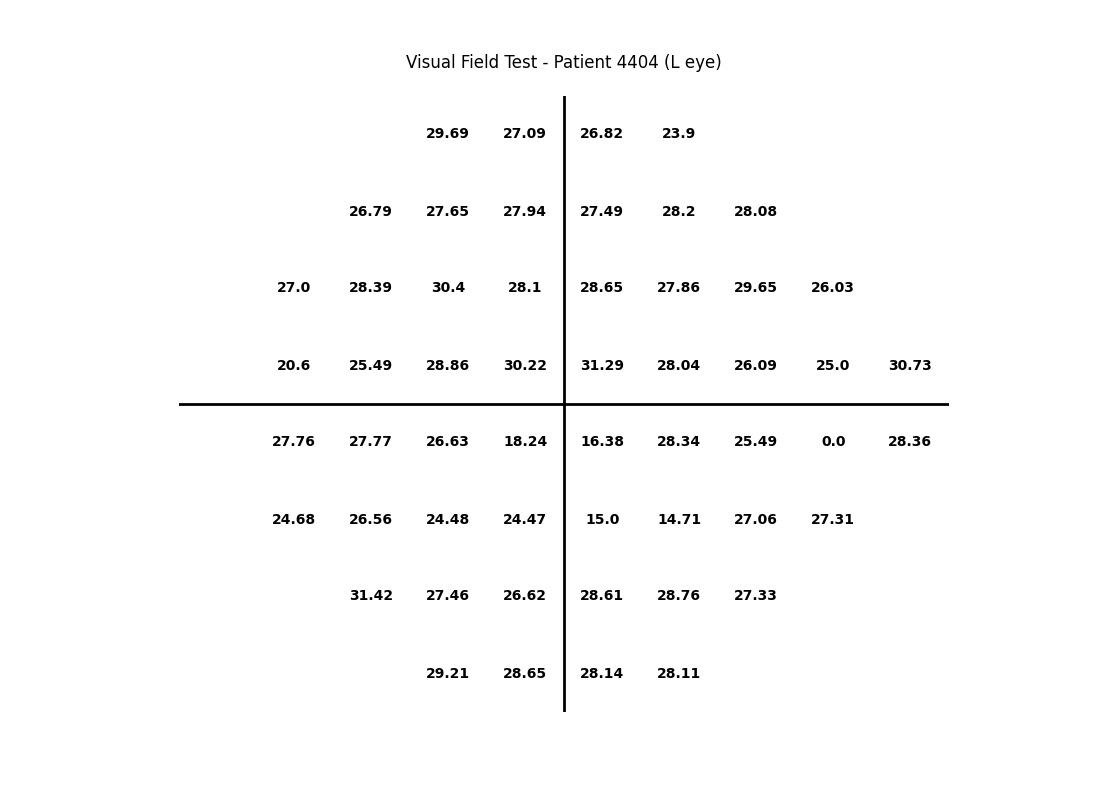 Visual Field Test - Patient 4404 (L eye)
29.69 27.09 26.82 23.9
26.79 27.65 27.94 27.49 28.2 28.08
27.0 28.39 30.4 28.1 28.65 27.86 29.65 26.03
20.6 25.49 28.86 30.22 31.29 28.04 26.09 25.0 30.73
27.76 27.77 26.63 18.24 16.38 28.34 25.49 0.0 28.36
24.68 26.56 24.48 24.47 15.0 14.71 27.06 27.31
31.42 27.46 26.62 28.61 28.76 27.33
29.21 28.65 28.14 28.11